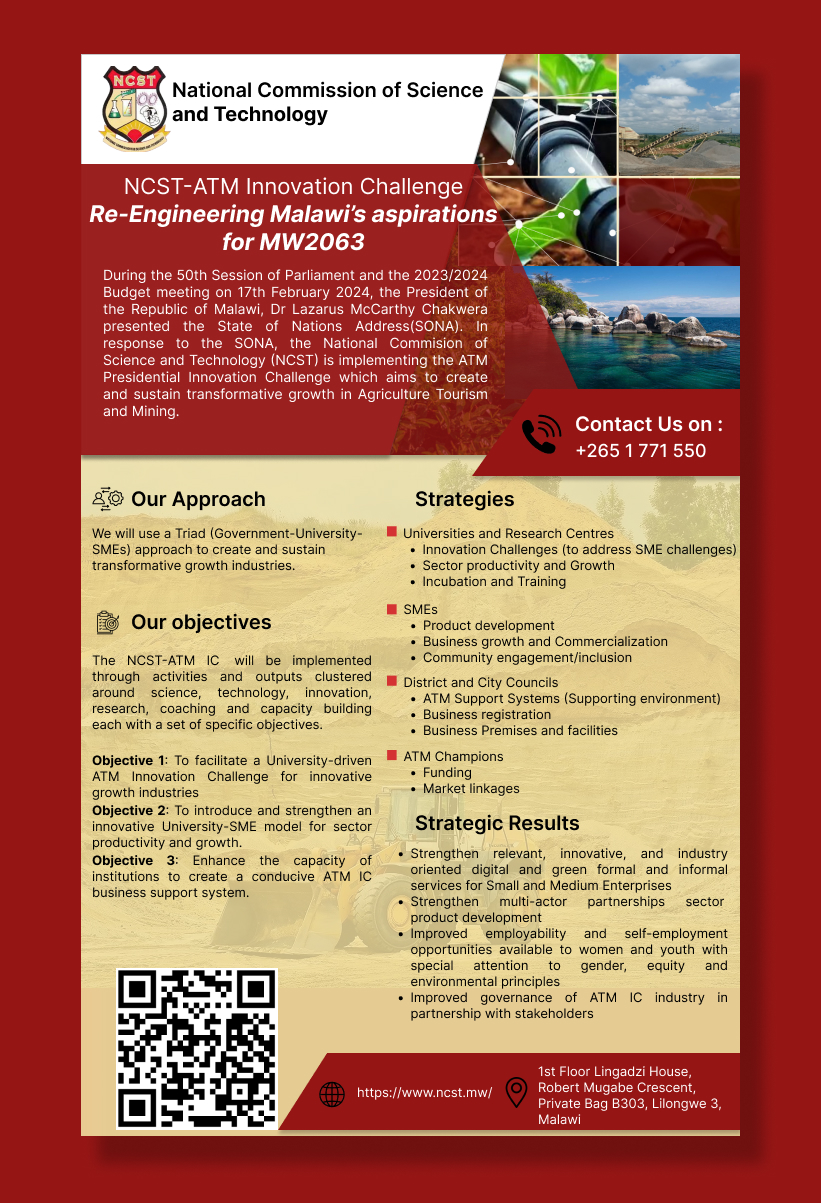 NCST
National Commission of Science
and Technology
NCST-ATM Innovation Challenge
Re-Engineering Malawi's aspirations
for MW2063
During the 50th Session of Parliament and the 2023/2024
Budget meeting on 17th February 2024, the President of
the Republic of Malawi, Dr Lazarus McCarthy Chakwera
presented the State of Nations Address(SONA). In
response to the SONA, the National Commision of
Science and Technology (NCST) is implementing the ATM
Presidential Innovation Challenge which aims to create
and sustain transformative growth in Agriculture Tourism
and Mining.
Contact Us on :
+265 1 771 550
Our Approach
We will use a Triad (Government-University-
SMEs) approach to create and sustain
transformative growth industries.
Our objectives
The NCST-ATM IC will be implemented
through activities and outputs clustered
around science, technology, innovation,
research, coaching and capacity building
each with a set of specific objectives.
Objective 1: To facilitate a University-driven
ATM Innovation Challenge for innovative
growth industries
Objective 2: To introduce and strengthen an
innovative University-SME model for sector
productivity and growth.
Objective 3: Enhance the capacity of
institutions to create a conducive ATM IC
business support system.
Strategies
Universities and Research Centres
• Innovation Challenges (to address SME challenges)
• Sector productivity and Growth
• Incubation and Training
SMEs
• Product development
• Business growth and Commercialization
• Community engagement/inclusion
District and City Councils
• ATM Support Systems (Supporting environment)
• Business registration
• Business Premises and facilities
ATM Champions
• Funding
• Market linkages
Strategic Results
• Strengthen relevant, innovative, and industry
oriented digital and green formal and informal
services for Small and Medium Enterprises
• Strengthen multi-actor partnerships sector
product development
• Improved employability and self-employment
opportunities available to women and youth with
special attention to gender, equity and
environmental principles
• Improved governance of ATM IC industry in
partnership with stakeholders
https://www.ncst.mw/
1st Floor Lingadzi House,
Robert Mugabe Crescent,
Private Bag B303, Lilongwe 3,
Malawi